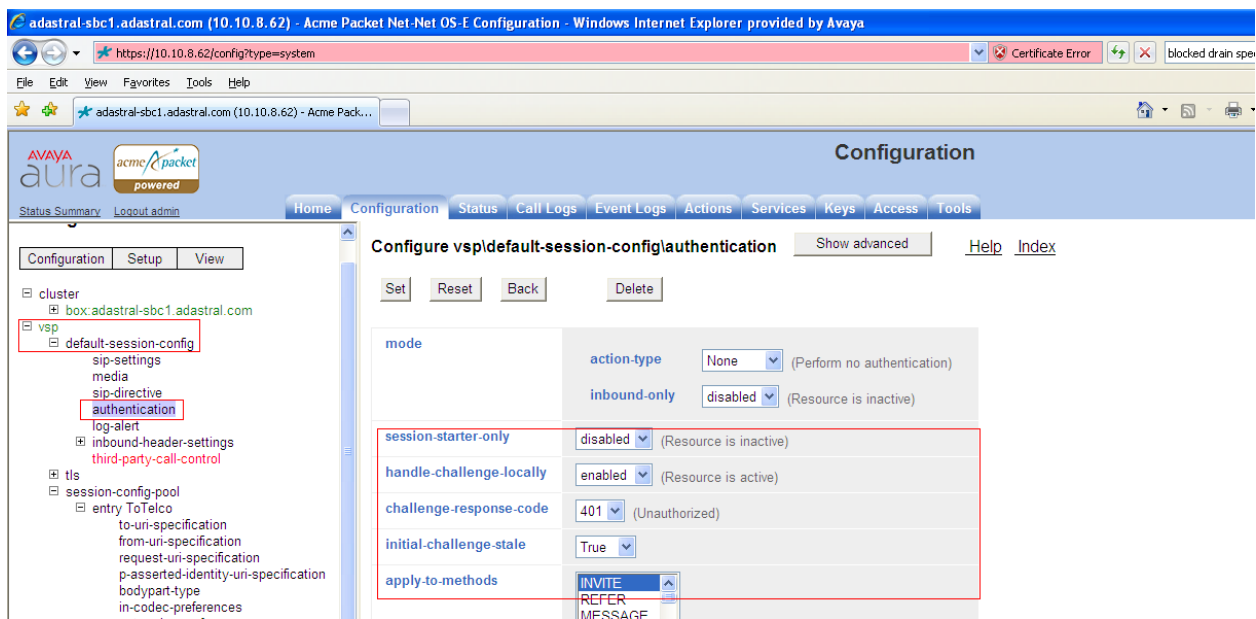 adastral-sbc1.adastral.com (10.10.8.62) - Acme Packet Net-Net OS-E Configuration - Windows Internet Explorer provided by Avaya
https://10.10.8.62/config?type=system
Certificate Error
blocked drain spe
File Edit View Favorites Tools Help
adastral-sbc1.adastral.com (10.10.8.62) - Acme Pack...
AVAYA
aura
acme packet
powered
Configuration
Status Summary Logout admin
Home Configuration Status Call Logs Event Logs Actions Services Keys Access Tools
Configuration Setup View
cluster
box:adastral-sbc1.adastral.com
vsp
default-session-config
sip-settings
media
sip-directive
authentication
log-alert
inbound-header-settings
third-party-call-control
tls
session-config-pool
entry ToTelco
to-uri-specification
from-uri-specification
request-uri-specification
p-asserted-identity-uri-specification
bodypart-type
in-codec-preferences
Configure vsp\default-session-config\authentication Show advanced Help Index
Set Reset Back Delete
mode
action-type None (Perform no authentication)
inbound-only disabled (Resource is inactive)
session-starter-only disabled (Resource is inactive)
handle-challenge-locally enabled (Resource is active)
challenge-response-code 401 (Unauthorized)
initial-challenge-stale True
apply-to-methods INVITE
REFER
MESSAGE